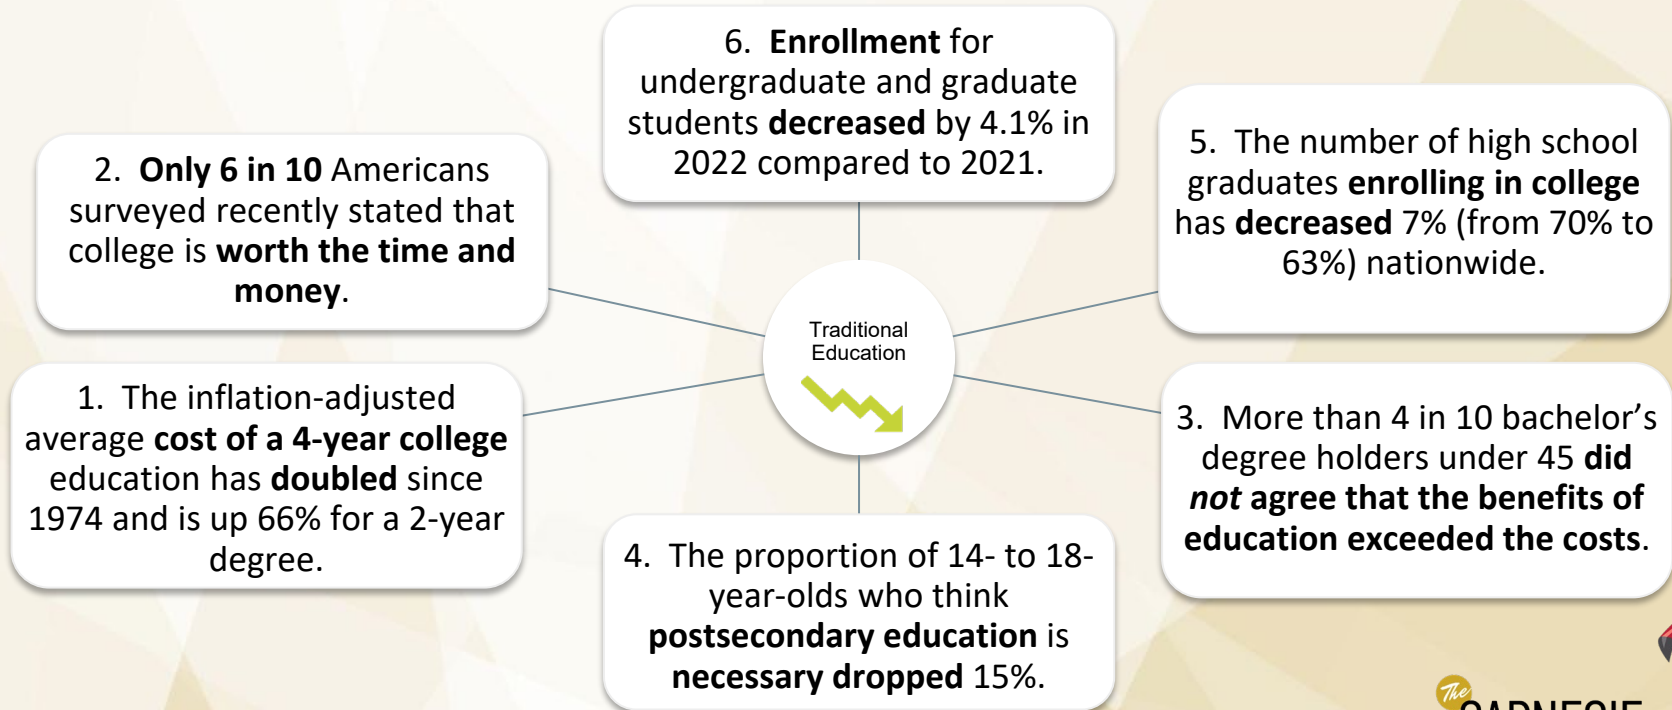 6. Enrollment for
undergraduate and graduate
students decreased by 4.1% in
2022 compared to 2021.
2. Only 6 in 10 Americans
surveyed recently stated that
college is worth the time and
money.
5. The number of high school
graduates enrolling in college
has decreased 7% (from 70% to
63%) nationwide.
Traditional
Education
1. The inflation-adjusted
average cost of a 4-year college
education has doubled since
1974 and is up 66% for a 2-year
degree.
3. More than 4 in 10 bachelor’s
degree holders under 45 did
not agree that the benefits of
education exceeded the costs.
4. The proportion of 14- to 18-
year-olds who think
postsecondary education is
necessary dropped 15%.
The
CARNEGIE